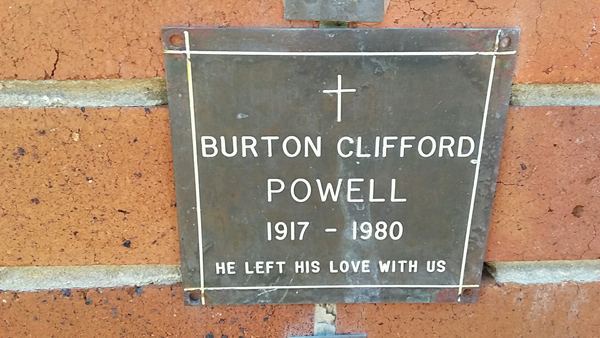 BURTON CLIFFORD
POWELL
1917 - 1980
HE LEFT HIS LOVE WITH US